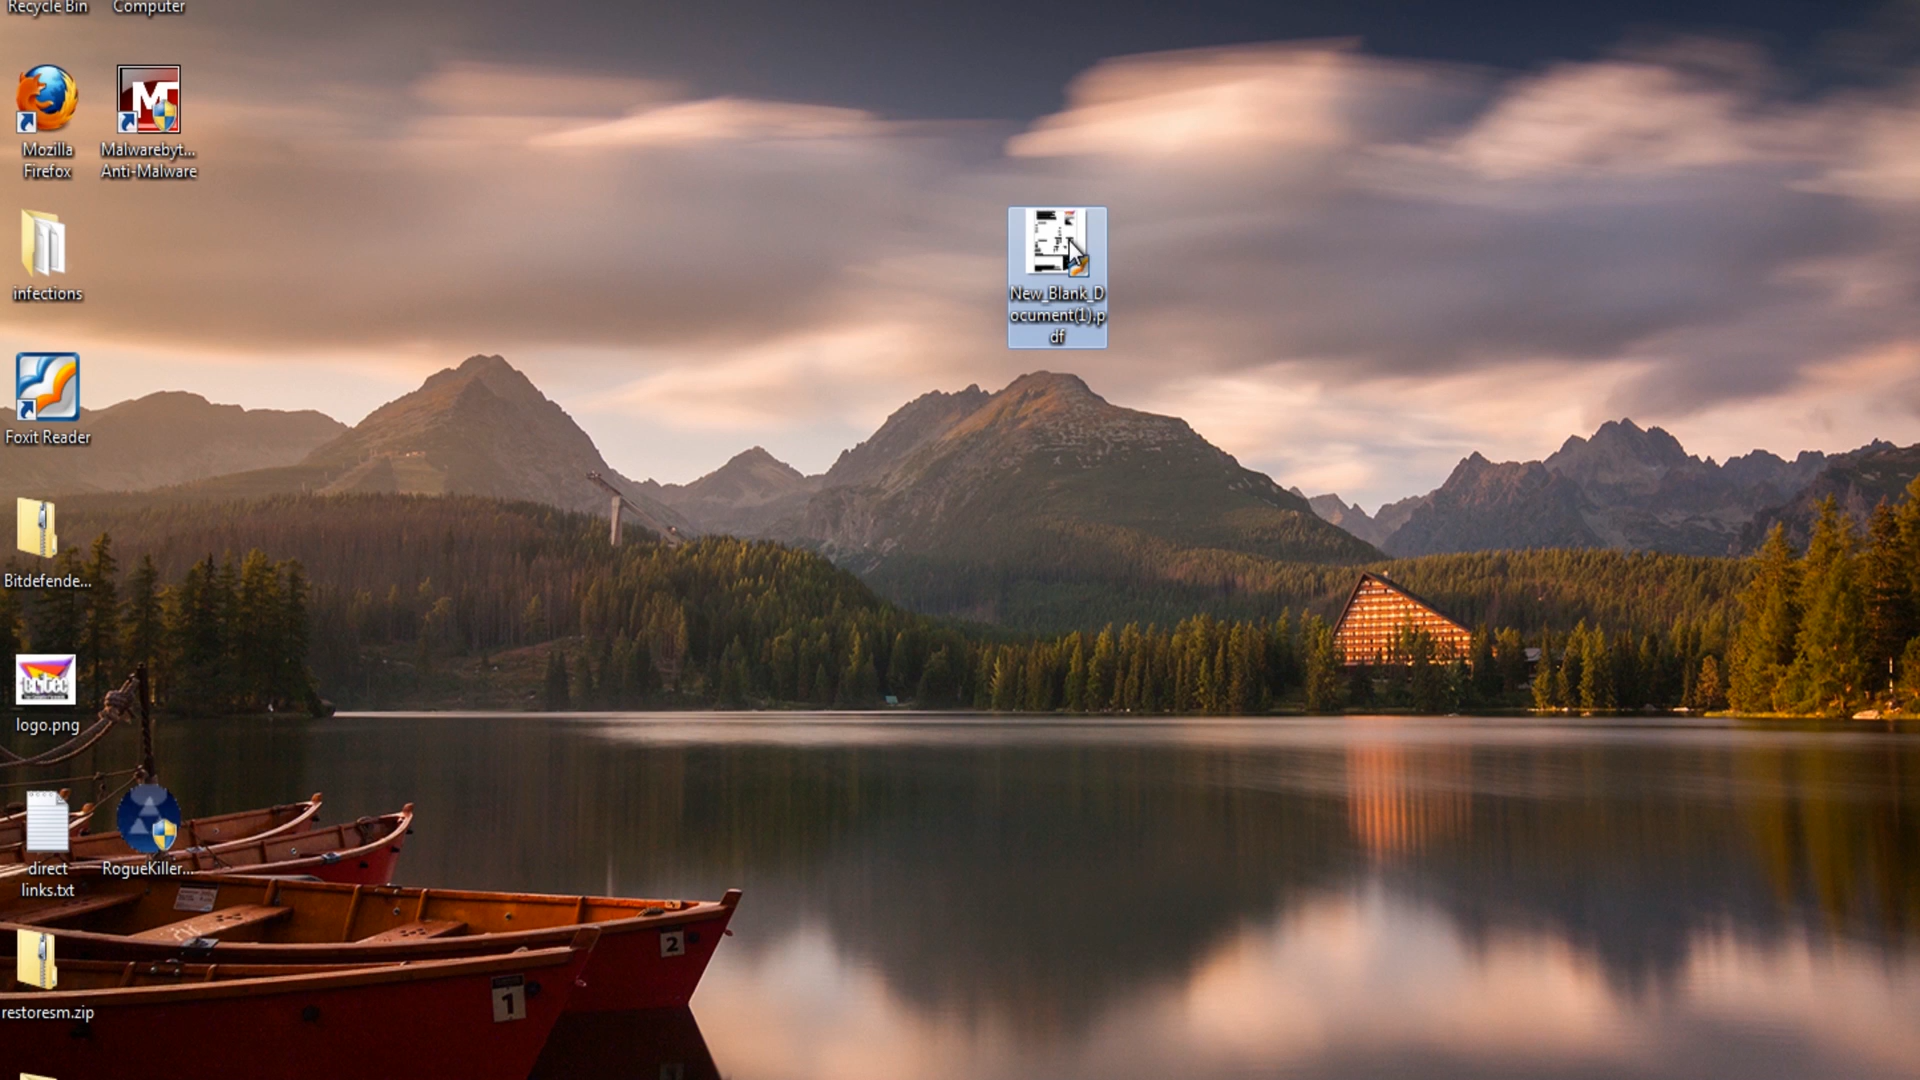 Recycle Bin
Computer
Mozilla
Firefox
Malwarebyt...
Anti-Malware
infections
New_Blank_D
ocument(1).p
df
Foxit Reader
Bitdefende...
logo.png
direct
links.txt
RogueKiller...
restoresm.zip
2
1